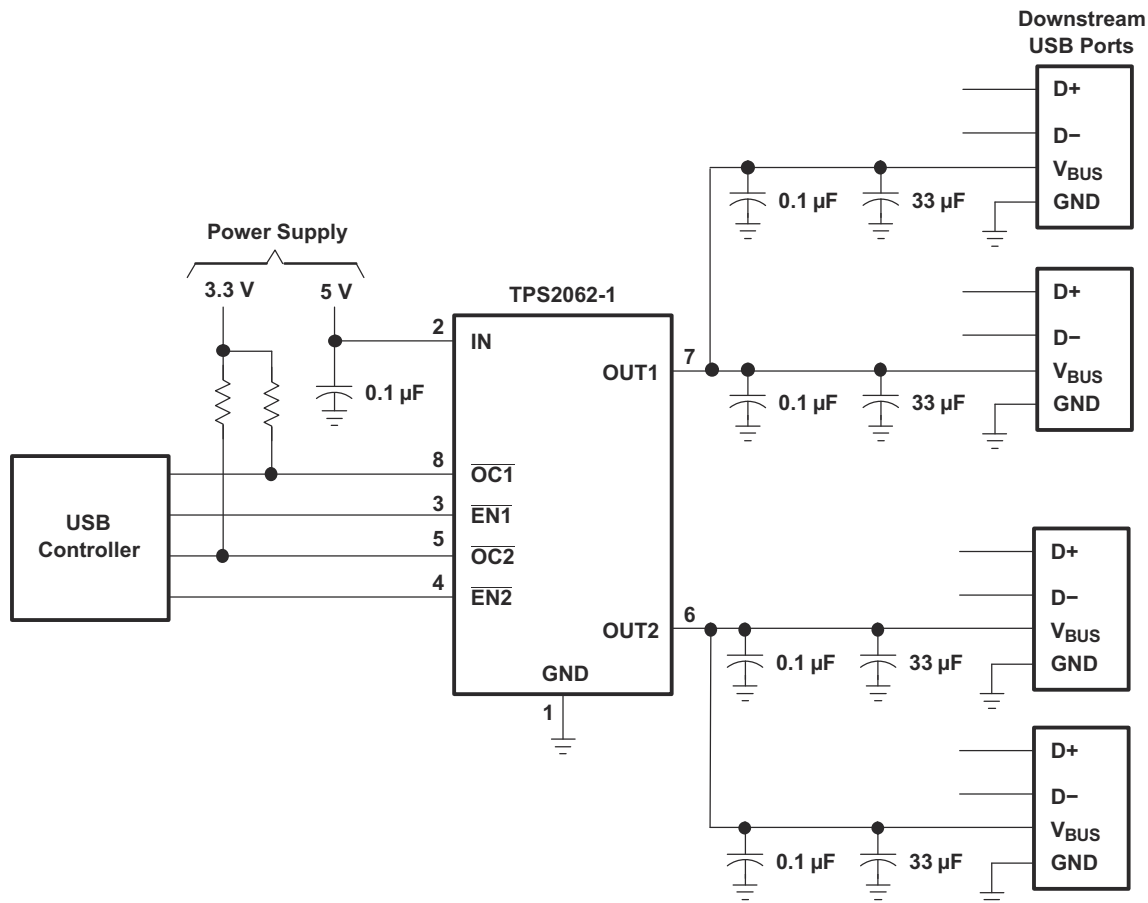 Downstream
USB Ports
D+
D−
VBUS
GND
0.1 µF
33 µF
Power Supply
3.3 V
5 V
0.1 µF
TPS2062-1
2
IN
8
OC1
3
EN1
5
OC2
4
EN2
OUT1
7
OUT2
6
GND
1
USB
Controller
D+
D−
VBUS
GND
0.1 µF
33 µF
D+
D−
VBUS
GND
0.1 µF
33 µF
D+
D−
VBUS
GND
0.1 µF
33 µF